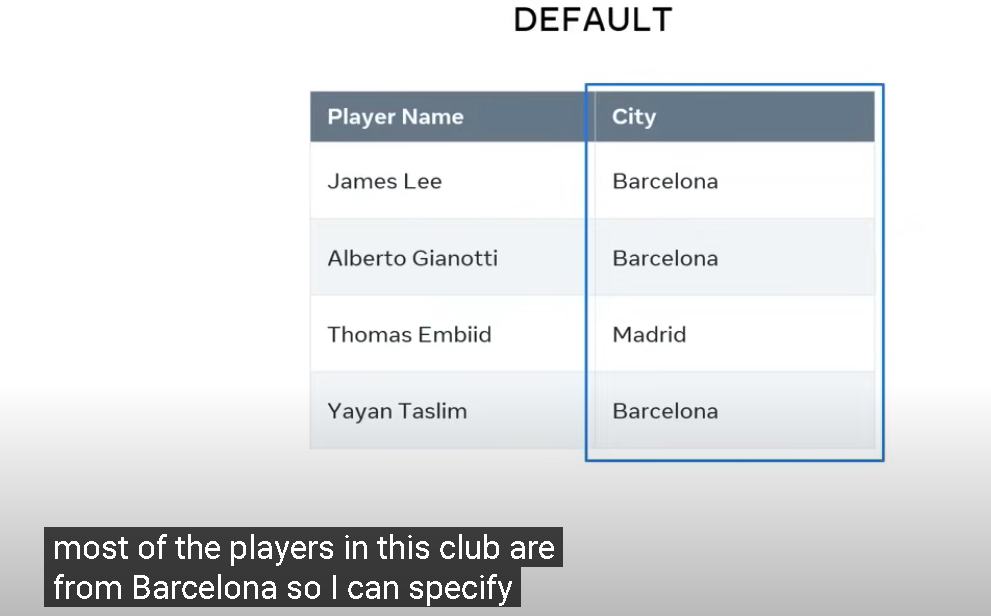 DEFAULT
Player Name City
James Lee Barcelona
Alberto Gianotti Barcelona
Thomas Embiid Madrid
Yayan Taslim Barcelona
most of the players in this club are
from Barcelona so I can specify